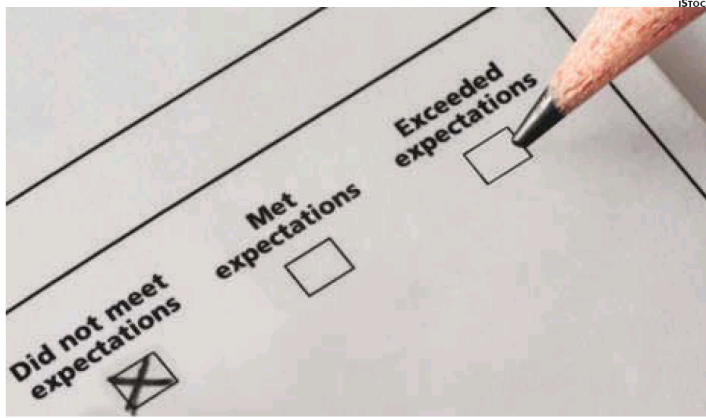 iStoc
Exceeded
expectations
Met
expectations
Did not meet
expectations